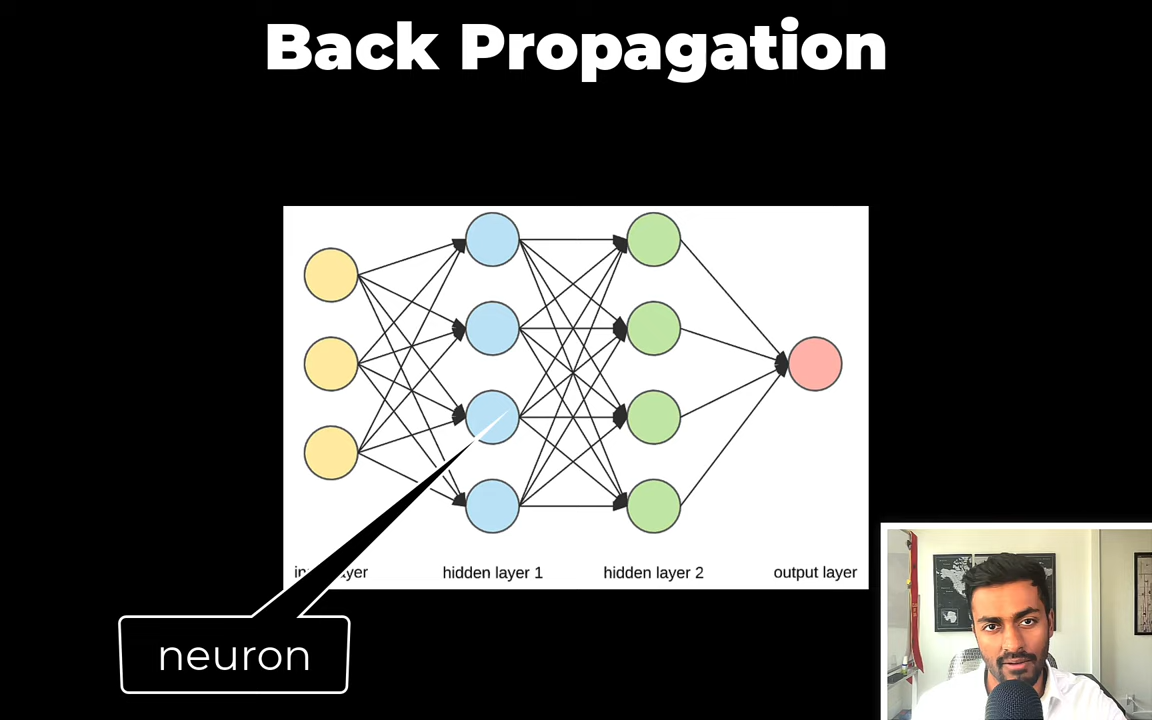 Back Propagation
hidden layer 1
hidden layer 2
output layer
neuron